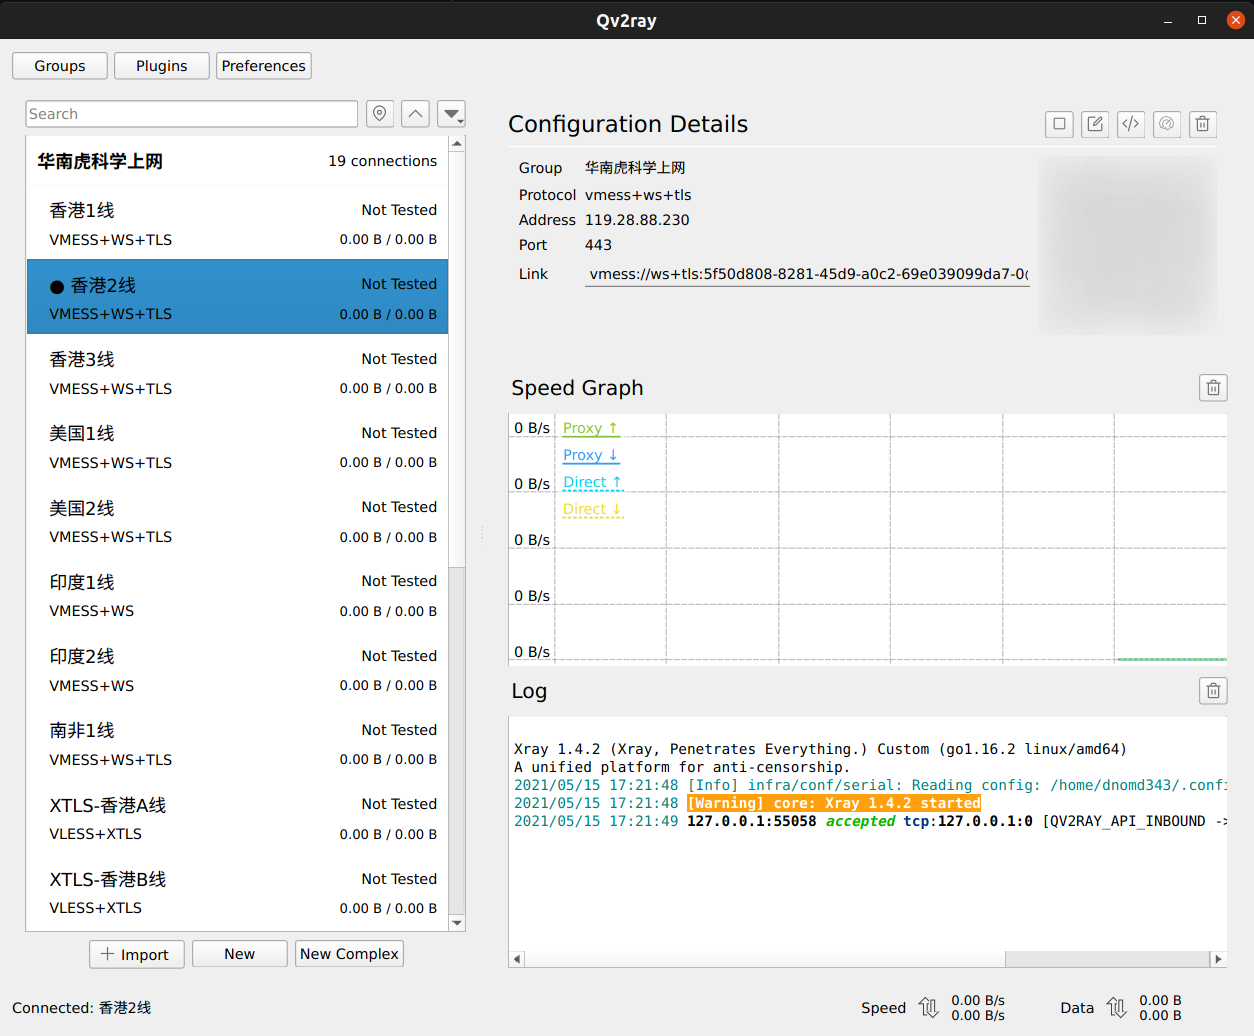 Qv2ray
Groups
Plugins
Preferences
Search
华南虎科学上网 19 connections
香港1线 Not Tested
VMESS+WS+TLS 0.00 B / 0.00 B
香港2线 Not Tested
VMESS+WS+TLS 0.00 B / 0.00 B
香港3线 Not Tested
VMESS+WS+TLS 0.00 B / 0.00 B
美国1线 Not Tested
VMESS+WS+TLS 0.00 B / 0.00 B
美国2线 Not Tested
VMESS+WS+TLS 0.00 B / 0.00 B
印度1线 Not Tested
VMESS+WS 0.00 B / 0.00 B
印度2线 Not Tested
VMESS+WS 0.00 B / 0.00 B
南非1线 Not Tested
VMESS+WS+TLS 0.00 B / 0.00 B
XTLS-香港A线 Not Tested
VLESS+XTLS 0.00 B / 0.00 B
XTLS-香港B线 Not Tested
VLESS+XTLS 0.00 B / 0.00 B
Import
New
New Complex
Configuration Details
Group 华南虎科学上网
Protocol vmess+ws+tls
Address 119.28.88.230
Port 443
Link vmess://ws+tls:5f50d808-8281-45d9-a0c2-69e039099da7-0
Speed Graph
0 B/s
0 B/s
0 B/s
0 B/s
0 B/s
Proxy ↑
Proxy ↓
Direct ↑
Direct ↓
Log
Xray 1.4.2 (Xray, Penetrates Everything.) Custom (go1.16.2 linux/amd64)
A unified platform for anti-censorship.
2021/05/15 17:21:48 [Info] infra/conf/serial: Reading config: /home/dnomd343/.confi
2021/05/15 17:21:48 [Warning] core: Xray 1.4.2 started
2021/05/15 17:21:49 127.0.0.1:55058 accepted tcp:127.0.0.1:0 [QV2RAY_API_INBOUND ->
Connected: 香港2线
Speed 0.00 B/s
0.00 B/s
Data 0.00 B
0.00 B